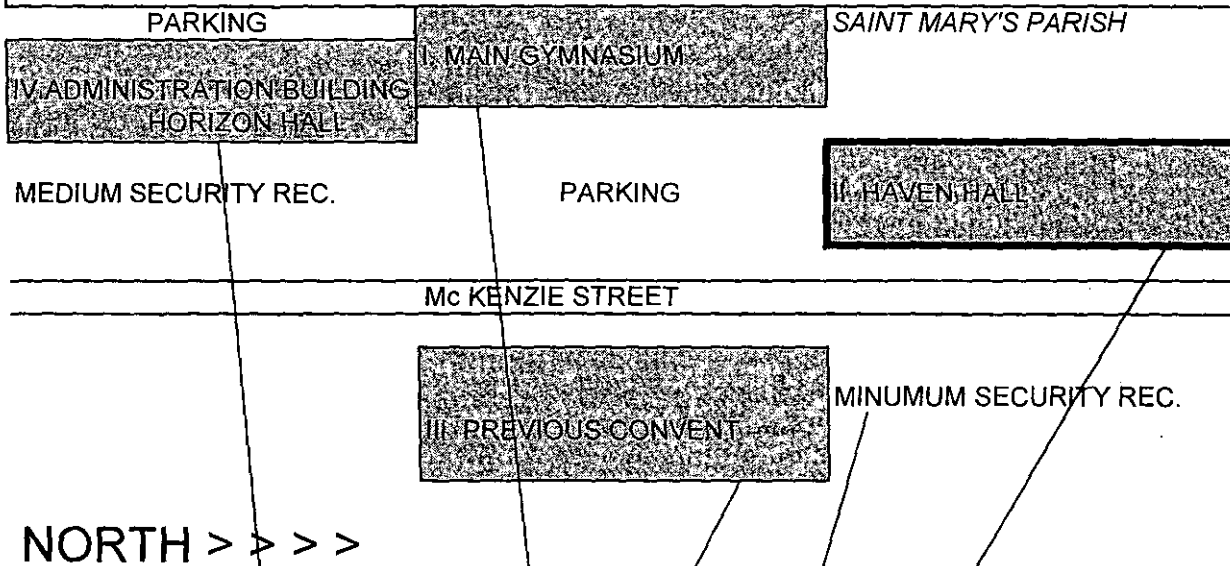 PARKING
SAINT MARY'S PARISH
I. MAIN GYMNASIUM
IV. ADMINISTRATION BUILDING
HORIZON HALL
MEDIUM SECURITY REC.
PARKING
II. HAVEN HALL
Mc KENZIE STREET
MINUMUM SECURITY REC.
III. PREVIOUS CONVENT
NORTH > > > >